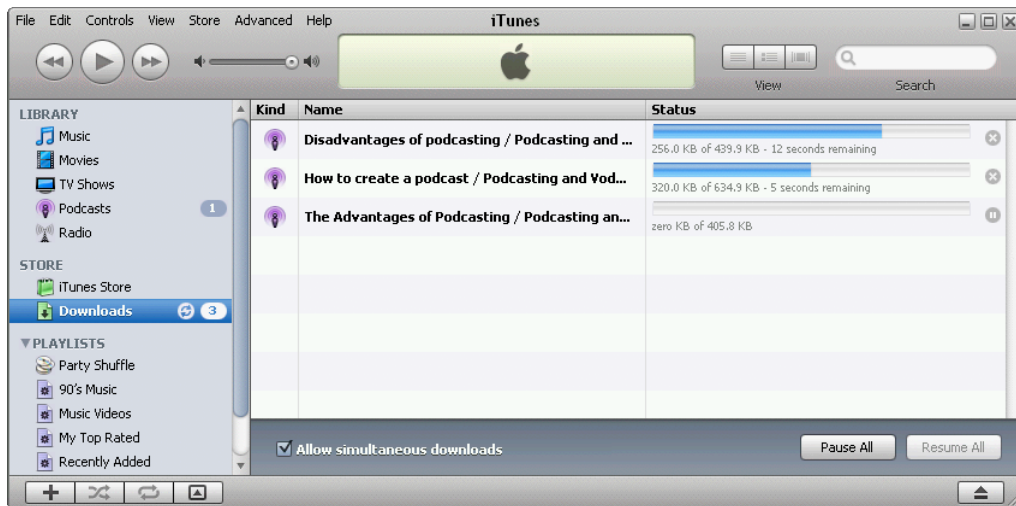 File Edit Controls View Store Advanced Help iTunes
View Search
LIBRARY
Music
Movies
TV Shows
Podcasts 1
Radio
STORE
iTunes Store
Downloads 3
PLAYLISTS
Party Shuffle
90's Music
Music Videos
My Top Rated
Recently Added
Kind Name Status
Disadvantages of podcasting / Podcasting and ...
256.0 KB of 439.9 KB - 12 seconds remaining
How to create a podcast / Podcasting and Vod...
320.0 KB of 634.9 KB - 5 seconds remaining
The Advantages of Podcasting / Podcasting an...
zero KB of 405.8 KB
Allow simultaneous downloads Pause All Resume All